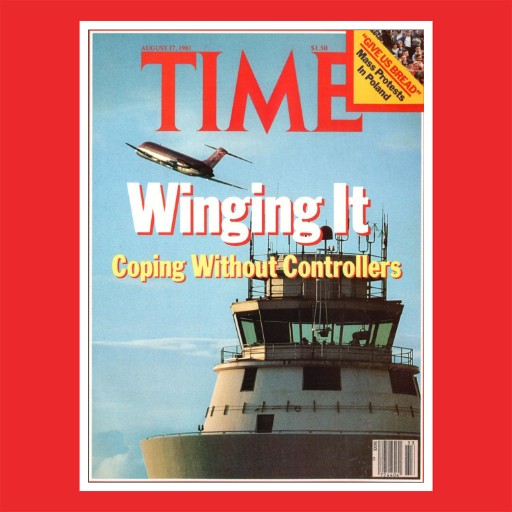 AUGUST 17, 1981
$1.50
TIME
"GIVE US BREAD"
Mass Protests
In Poland
Winging It
Coping Without Controllers